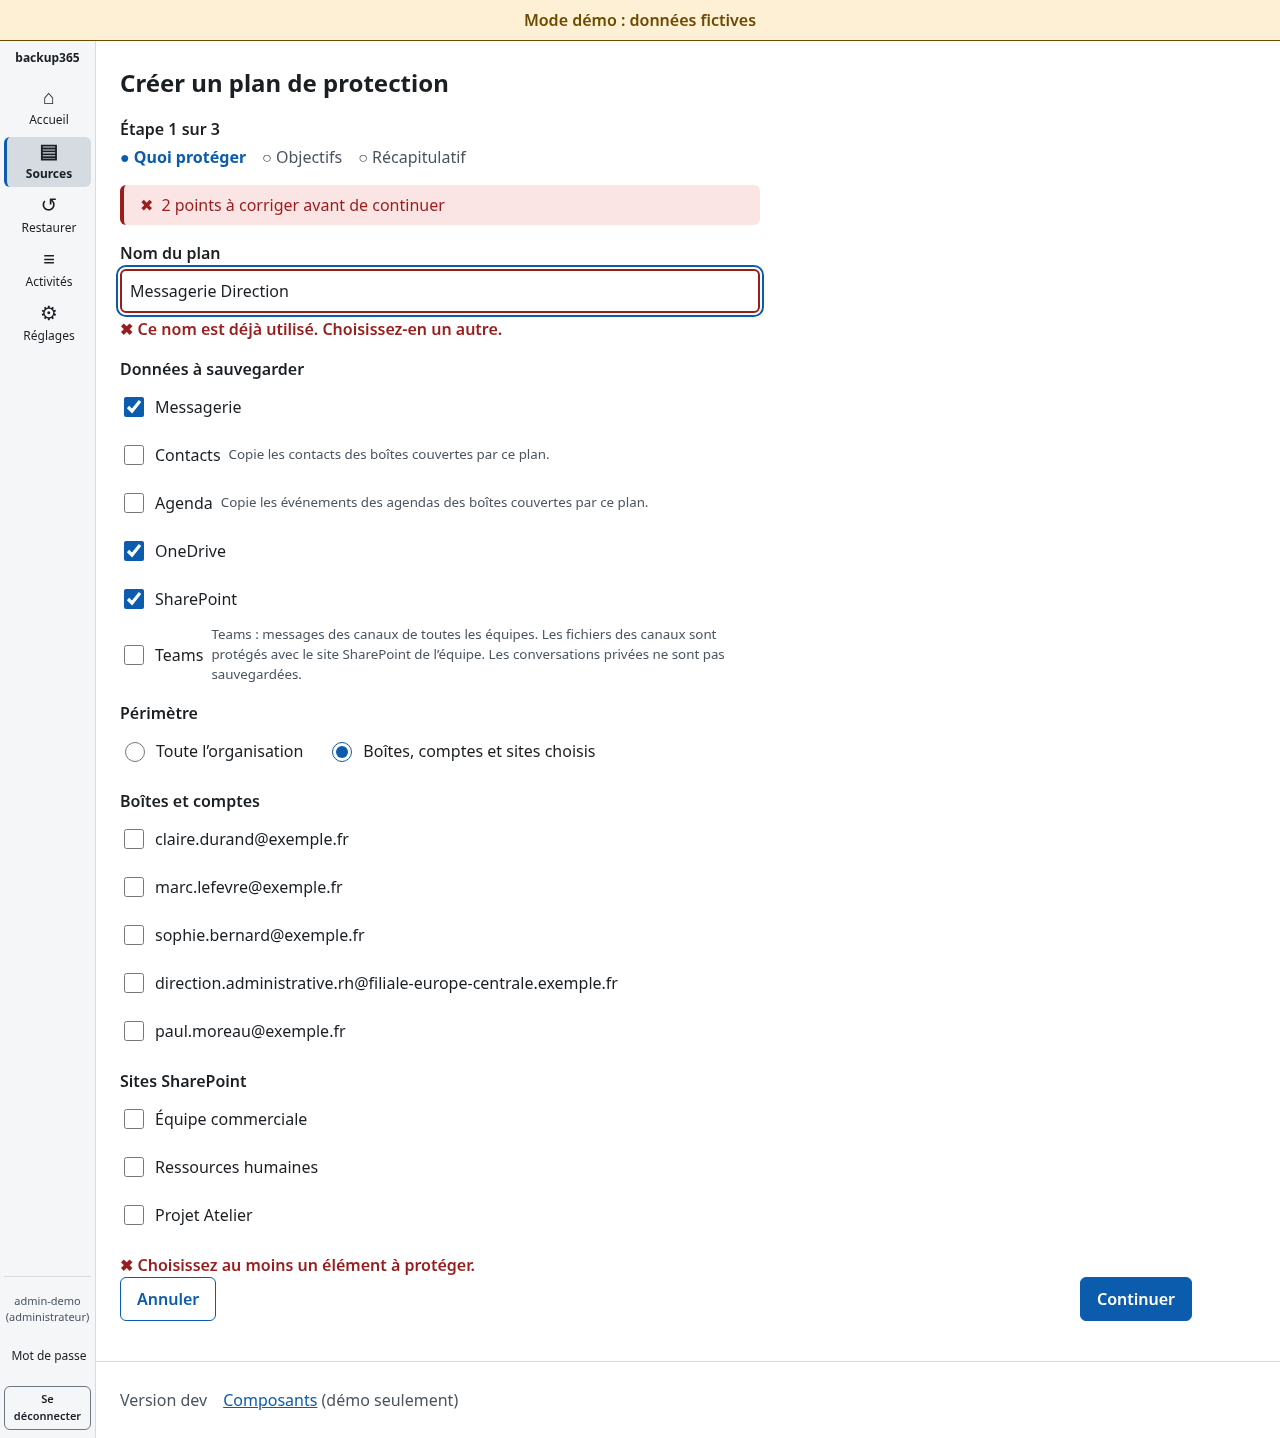 Mode démo : données fictives
backup365
Accueil
Sources
Restaurer
Activités
Réglages
admin-demo
(administrateur)
Mot de passe
Se
déconnecter
Créer un plan de protection
Étape 1 sur 3
● Quoi protéger ○ Objectifs ○ Récapitulatif
✖ 2 points à corriger avant de continuer
Nom du plan
Messagerie Direction
✖ Ce nom est déjà utilisé. Choisissez-en un autre.
Données à sauvegarder
Messagerie
Contacts Copie les contacts des boîtes couvertes par ce plan.
Agenda Copie les événements des agendas des boîtes couvertes par ce plan.
OneDrive
SharePoint
Teams Teams : messages des canaux de toutes les équipes. Les fichiers des canaux sont
protégés avec le site SharePoint de l’équipe. Les conversations privées ne sont pas
sauvegardées.
Périmètre
Toute l’organisation Boîtes, comptes et sites choisis
Boîtes et comptes
claire.durand@exemple.fr
marc.lefevre@exemple.fr
sophie.bernard@exemple.fr
direction.administrative.rh@filiale-europe-centrale.exemple.fr
paul.moreau@exemple.fr
Sites SharePoint
Équipe commerciale
Ressources humaines
Projet Atelier
✖ Choisissez au moins un élément à protéger.
Annuler Continuer
Version dev Composants (démo seulement)